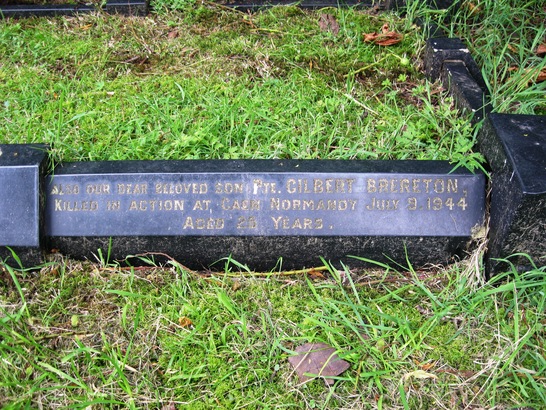 ALSO OUR DEAR BELOVED SON PTE. GILBERT BRERETON,
KILLED IN ACTION AT CAEN NORMANDY JULY 9 1944
AGED 28 YEARS.